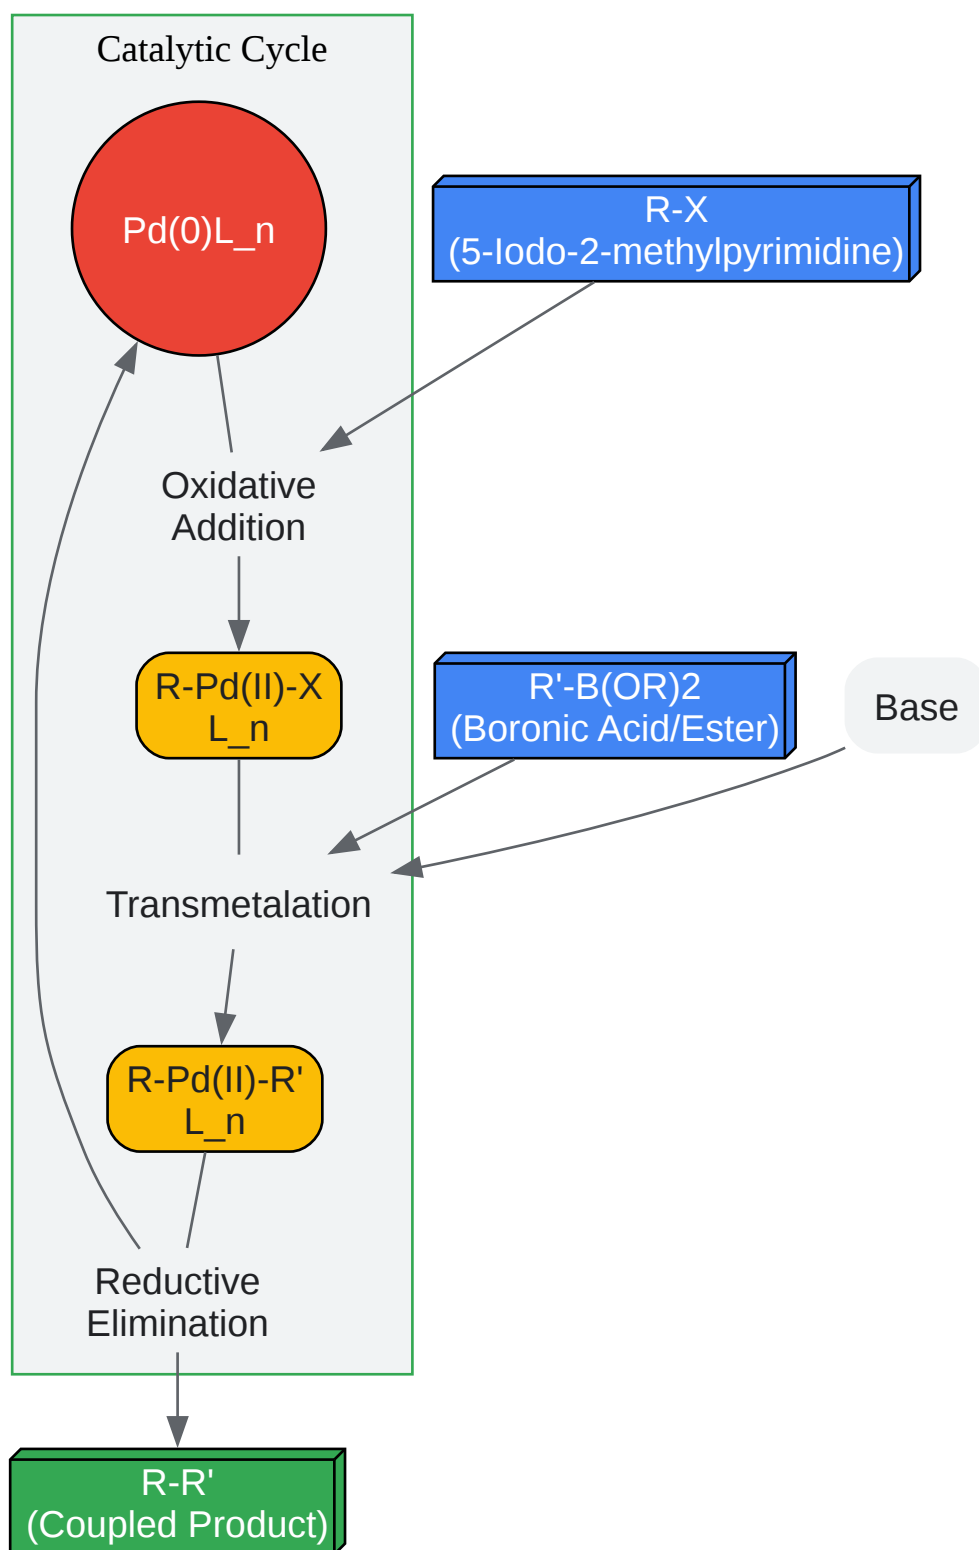 Catalytic Cycle
Pd(0)L_n
R-X
(5-Iodo-2-methylpyrimidine)
Oxidative
Addition
R-Pd(II)-X
L_n
R'-B(OR)2
(Boronic Acid/Ester)
Base
Transmetalation
R-Pd(II)-R'
L_n
Reductive
Elimination
R-R'
(Coupled Product)